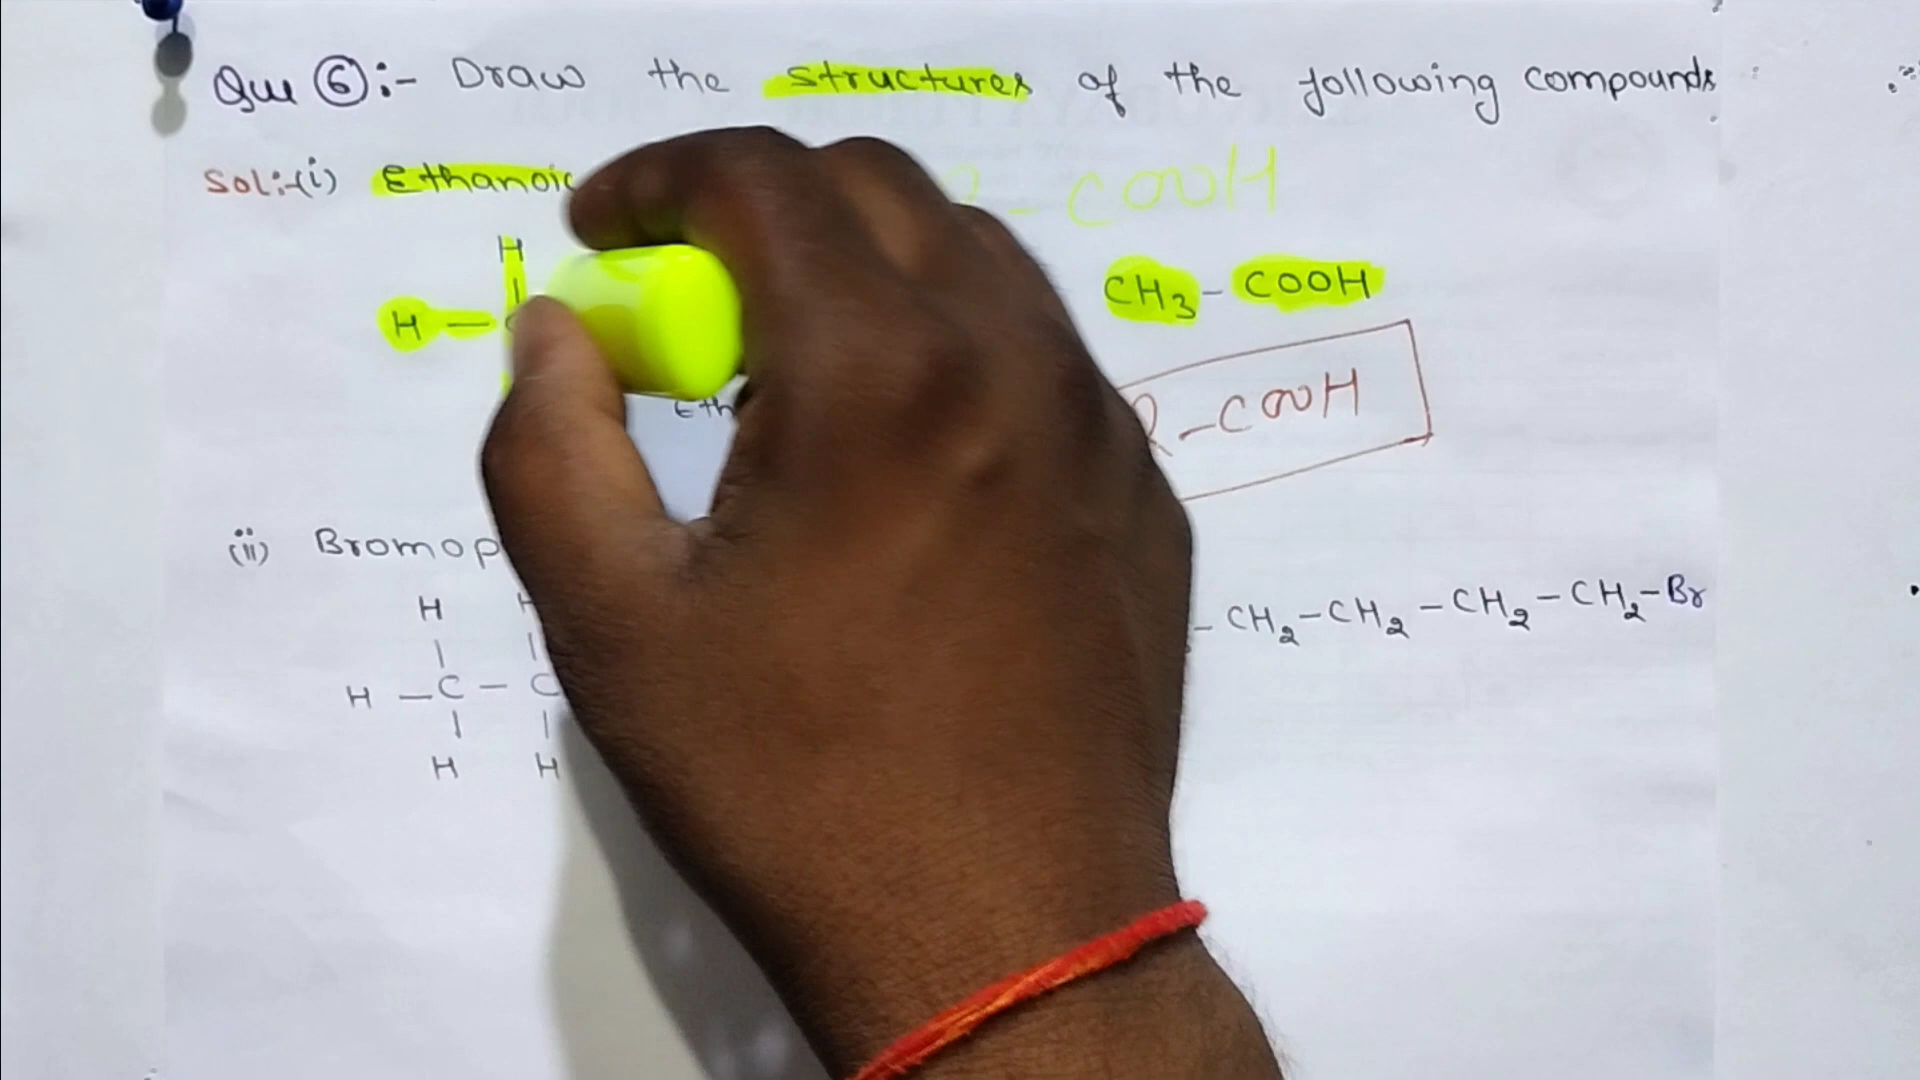 Que 6:- Draw the structures of the following compounds
Sol:-(i) Ethanoic
R - COOH
H
H - C
CH3 - COOH
Eth
R - COOH
(ii) Bromop
- CH2 - CH2 - CH2 - CH2 - Br
H H
H - C - C
H H